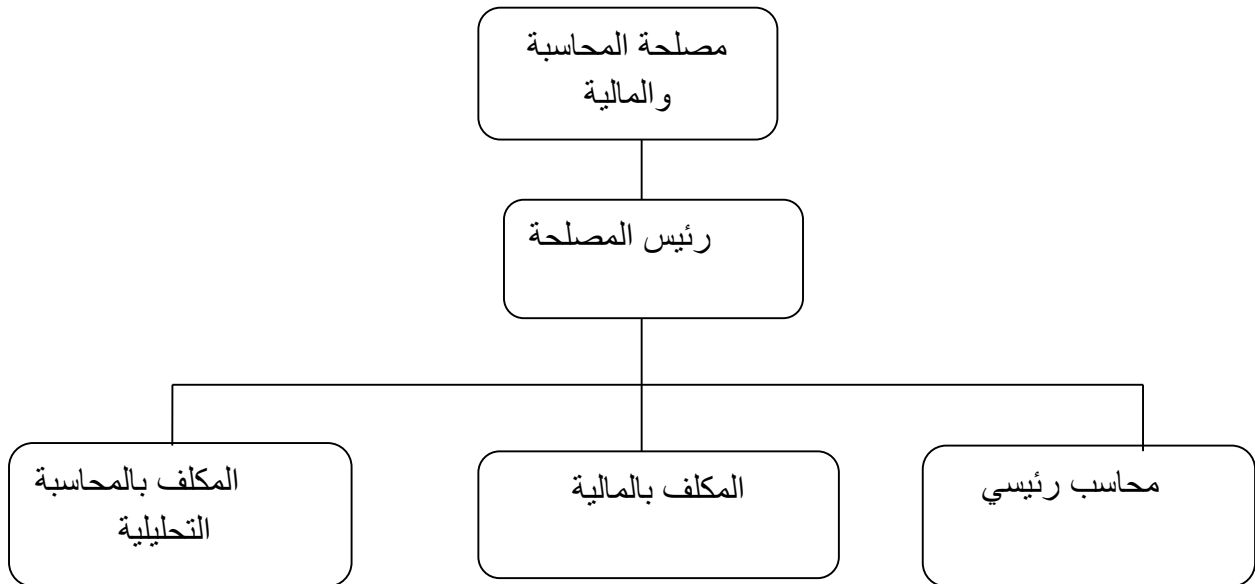 مصلحة المحاسبة
والمالية
رئيس المصلحة
محاسب رئيسي
المكلف بالمالية
المكلف بالمحاسبة
التحليلية